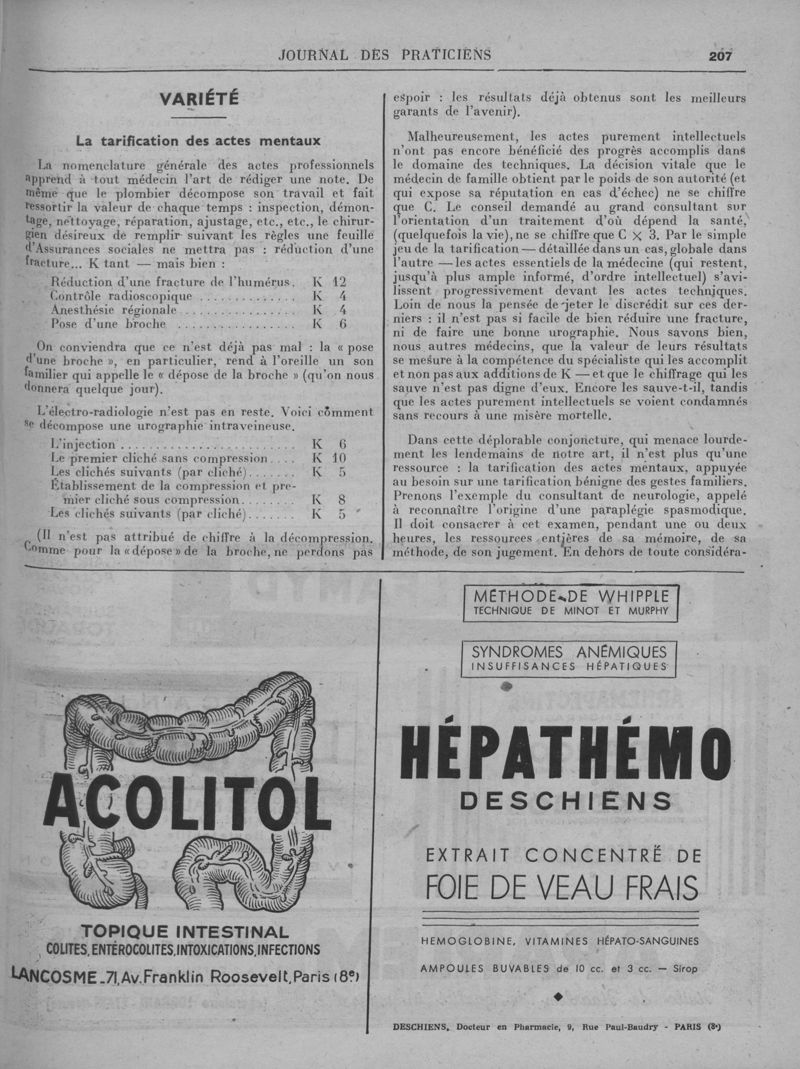 JOURNAL DES PRATICIENS 207
VARIÉTÉ
La tarification des actes mentaux
La nomenclature générale des actes professionnels
apprend à tout médecin l'art de rédiger une note. De
même que le plombier décompose son travail et fait
ressortir la valeur de chaque temps : inspection, démon-
tage, nettoyage, réparation, ajustage, etc., etc., le chirur-
gien désireux de remplir suivant les règles une feuille
d'Assurances sociales ne mettra pas : réduction d'une
fracture... K tant — mais bien :
Réduction d'une fracture de l'humérus. K 12
Contrôle radioscopique ............... K 4
Anesthésie régionale ................. K 4
Pose d'une broche ................ K 6
On conviendra que ce n'est déjà pas mal : la « pose
d'une broche », en particulier, rend à l'oreille un son
familier qui appelle le « dépose de la broche » (qu'on nous
donnera quelque jour).
L'électro-radiologie n'est pas en reste. Voici comment
se décompose une urographie intraveineuse.
L'injection ......................... K 6
Le premier cliché sans compression .... K 10
Les clichés suivants (par cliché)....... K 5
Établissement de la compression et pre-
mier cliché sous compression......... K 8
Les clichés suivants (par cliché)....... K 5
(Il n'est pas attribué de chiffre à la décompression.
Comme pour la « dépose » de la broche, ne perdons pas
espoir : les résultats déjà obtenus sont les meilleurs
garants de l'avenir).
Malheureusement, les actes purement intellectuels
n'ont pas encore bénéficié des progrès accomplis dans
le domaine des techniques. La décision vitale que le
médecin de famille obtient par le poids de son autorité (et
qui expose sa réputation en cas d'échec) ne se chiffre
que C. Le conseil demandé au grand consultant sur
l'orientation d'un traitement d'où dépend la santé,
(quelquefois la vie), ne se chiffre que C × 3. Par le simple
jeu de la tarification — détaillée dans un cas, globale dans
l'autre — les actes essentiels de la médecine (qui restent,
jusqu'à plus ample informé, d'ordre intellectuel) s'avi-
lissent progressivement devant les actes techniques.
Loin de nous la pensée de jeter le discrédit sur ces der-
niers : il n'est pas si facile de bien réduire une fracture,
ni de faire une bonne urographie. Nous savons bien,
nous autres médecins, que la valeur de leurs résultats
se mesure à la compétence du spécialiste qui les accomplit
et non pas aux additions de K — et que le chiffrage qui les
sauve n'est pas digne d'eux. Encore les sauve-t-il, tandis
que les actes purement intellectuels se voient condamnés
sans recours à une misère mortelle.
Dans cette déplorable conjoncture, qui menace lourde-
ment les lendemains de notre art, il n'est plus qu'une
ressource : la tarification des actes mentaux, appuyée
au besoin sur une tarification bénigne des gestes familiers.
Prenons l'exemple du consultant de neurologie, appelé
à reconnaître l'origine d'une paraplégie spasmodique.
Il doit consacrer à cet examen, pendant une ou deux
heures, les ressources entières de sa mémoire, de sa
méthode, de son jugement. En dehors de toute considéra-
ACOLITOL
TOPIQUE INTESTINAL
COLITES, ENTÉROCOLITES, INTOXICATIONS, INFECTIONS
LANCOSME - 71, Av. Franklin Roosevelt, Paris (8e)
MÉTHODE DE WHIPPLE
TECHNIQUE DE MINOT ET MURPHY
SYNDROMES ANÉMIQUES
INSUFFISANCES HÉPATIQUES
HÉPATHÉMO
DESCHIENS
EXTRAIT CONCENTRÉ DE
FOIE DE VEAU FRAIS
HEMOGLOBINE, VITAMINES HÉPATO-SANGUINES
AMPOULES BUVABLES de 10 cc. et 3 cc. — Sirop
DESCHIENS, Docteur en Pharmacie, 9, Rue Paul-Baudry - PARIS (8e)